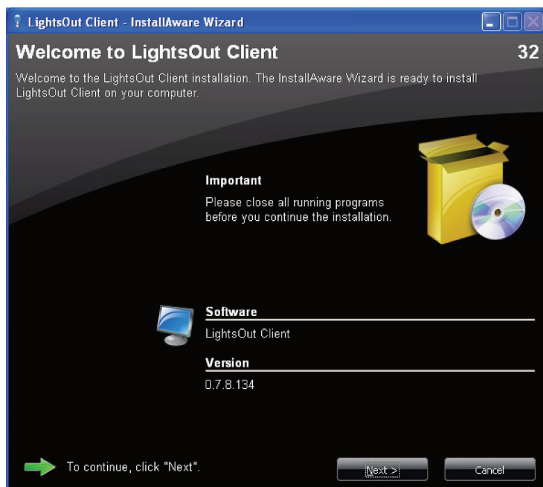 LightsOut Client - InstallAware Wizard
Welcome to LightsOut Client
32
Welcome to the LightsOut Client installation. The InstallAware Wizard is ready to install
LightsOut Client on your computer.
Important
Please close all running programs
before you continue the installation.
Software
LightsOut Client
Version
0.7.8.134
To continue, click "Next".
Next >
Cancel